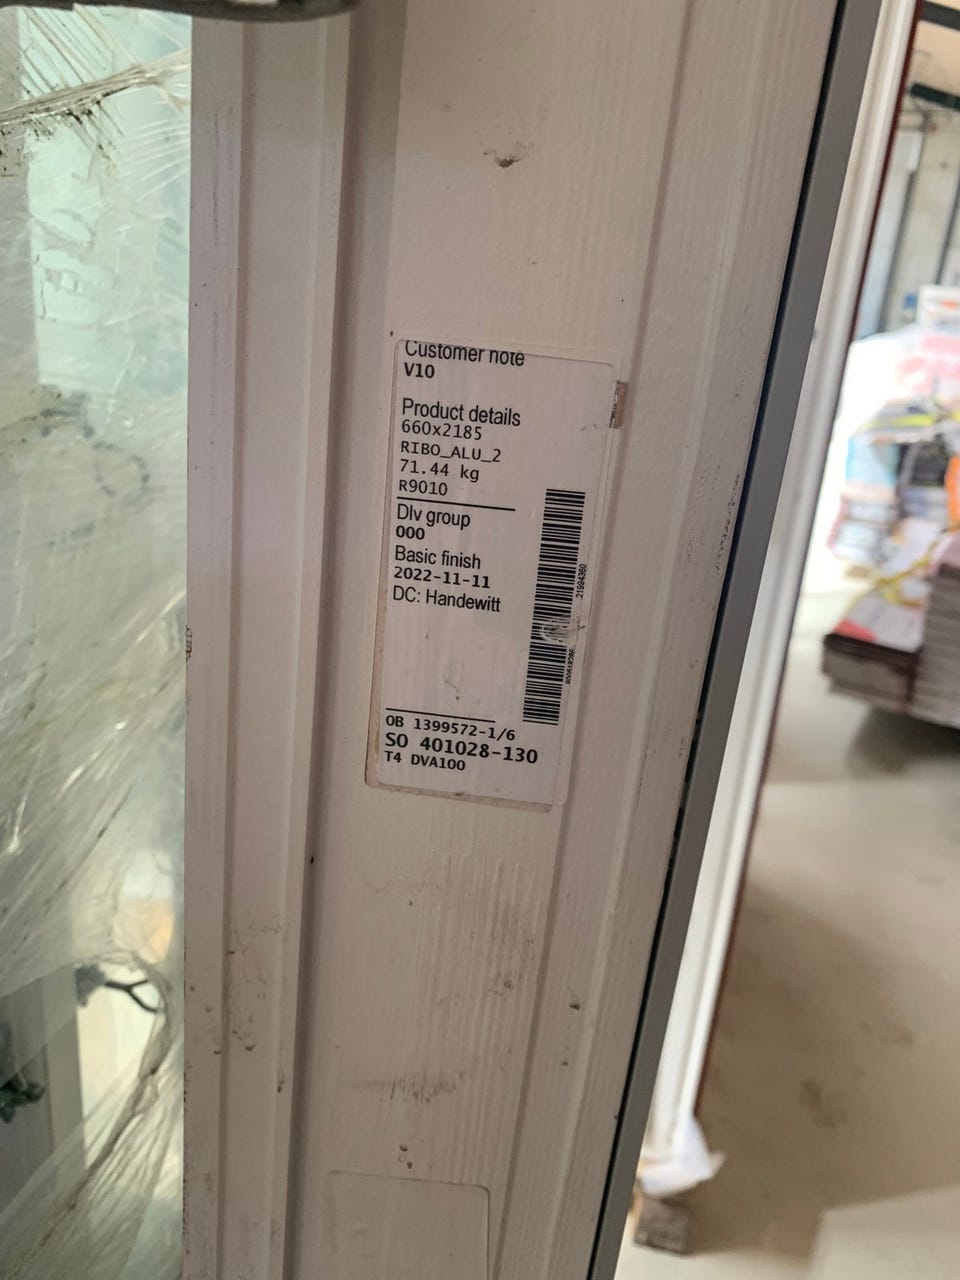 Customer note
V10
Product details
660x2185
RIBO_ALU_2
71.44 kg
R9010
Dlv group
000
Basic finish
2022-11-11
DC: Handewitt
21994360
OB 1399572-1/6
SO 401028-130
T4 DVA100